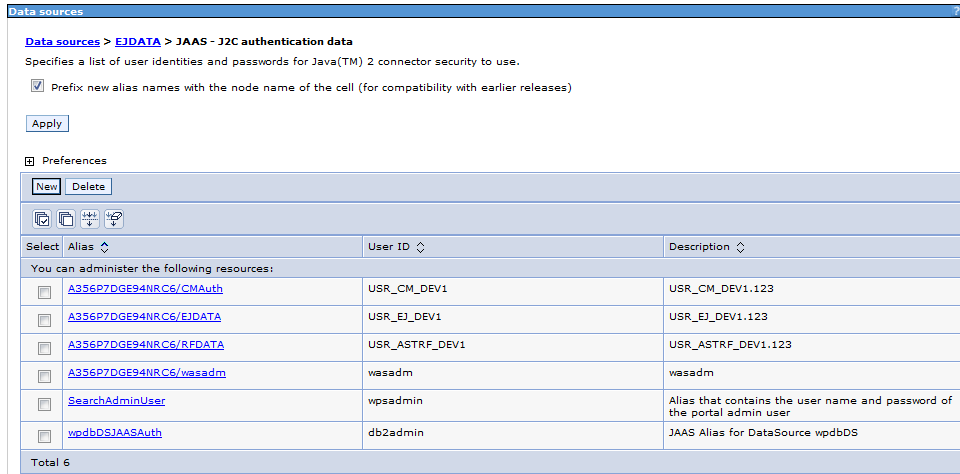 Data sources ?
Data sources > EJDATA > JAAS - J2C authentication data
Specifies a list of user identities and passwords for Java(TM) 2 connector security to use.
Prefix new alias names with the node name of the cell (for compatibility with earlier releases)
Apply
Preferences
New Delete
Select Alias User ID Description
You can administer the following resources:
A356P7DGE94NRC6/CMAuth USR_CM_DEV1 USR_CM_DEV1.123
A356P7DGE94NRC6/EJDATA USR_EJ_DEV1 USR_EJ_DEV1.123
A356P7DGE94NRC6/RFDATA USR_ASTRF_DEV1 USR_ASTRF_DEV1.123
A356P7DGE94NRC6/wasadm wasadm wasadm
SearchAdminUser wpsadmin Alias that contains the user name and password of
the portal admin user
wpdbDSJAASAuth db2admin JAAS Alias for DataSource wpdbDS
Total 6